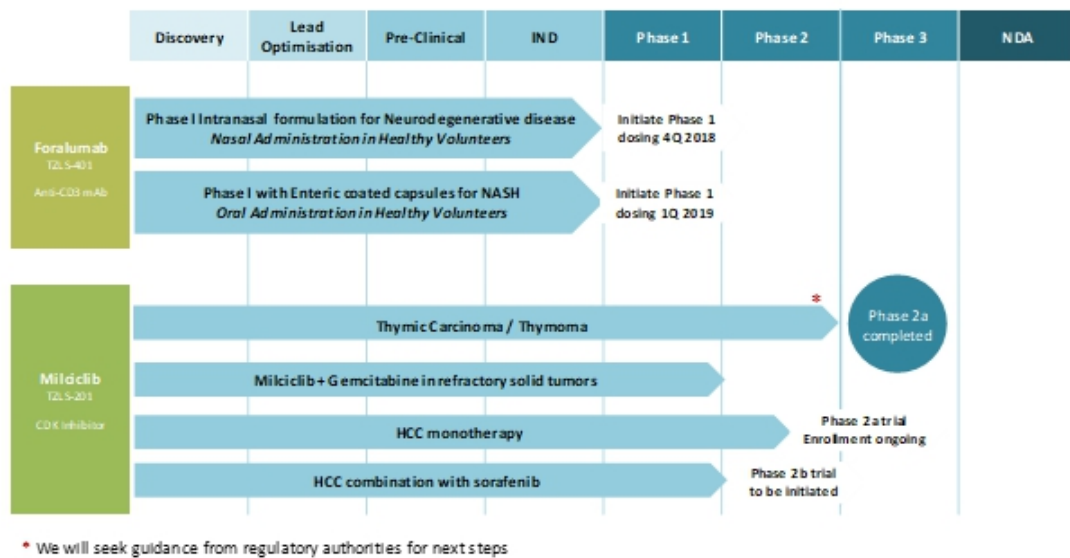 Discovery
Lead
Optimisation
Pre-Clinical
IND
Phase 1
Phase 2
Phase 3
NDA
Foralumab
TZLS-401
Anti-CD3 mAb
Phase I Intranasal formulation for Neurodegenerative disease
Nasal Administration in Healthy Volunteers
Initiate Phase 1
dosing 4Q 2018
Phase I with Enteric coated capsules for NASH
Oral Administration in Healthy Volunteers
Initiate Phase 1
dosing 1Q 2019
Milciclib
TZLS-201
CDK Inhibitor
*
Thymic Carcinoma / Thymoma
Phase 2a
completed
Milciclib + Gemcitabine in refractory solid tumors
HCC monotherapy
Phase 2a trial
Enrollment ongoing
HCC combination with sorafenib
Phase 2b trial
to be initiated
* We will seek guidance from regulatory authorities for next steps